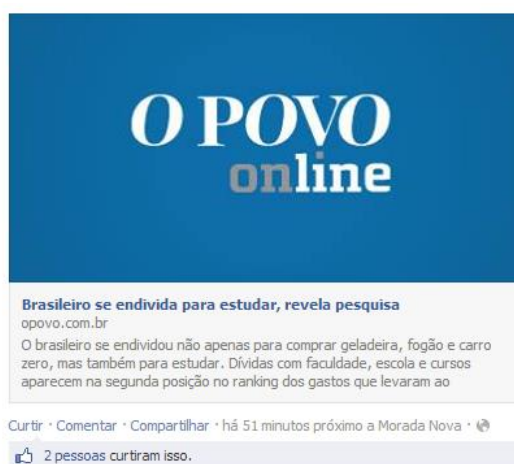 O POVO
online
Brasileiro se endivida para estudar, revela pesquisa
opovo.com.br
O brasileiro se endividou não apenas para comprar geladeira, fogão e carro
zero, mas também para estudar. Dívidas com faculdade, escola e cursos
aparecem na segunda posição no ranking dos gastos que levaram ao
Curtir · Comentar · Compartilhar · há 51 minutos próximo a Morada Nova ·
2 pessoas curtiram isso.